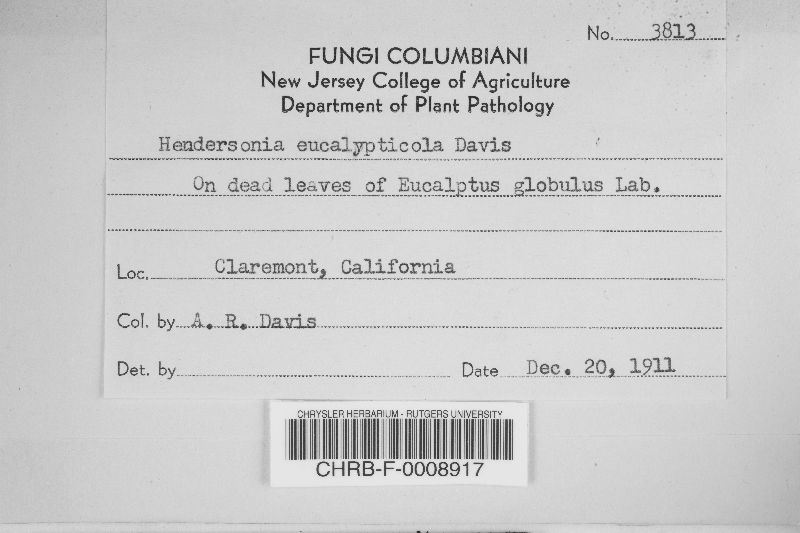 No. 3813
FUNGI COLUMBIANI
New Jersey College of Agriculture
Department of Plant Pathology
Hendersonia eucalypticola Davis
On dead leaves of Eucalptus globulus Lab.
Loc. Claremont, California
Col. by A. R. Davis
Det. by Date Dec. 20, 1911
CHRYSLER HERBARIUM - RUTGERS UNIVERSITY
CHRB-F-0008917